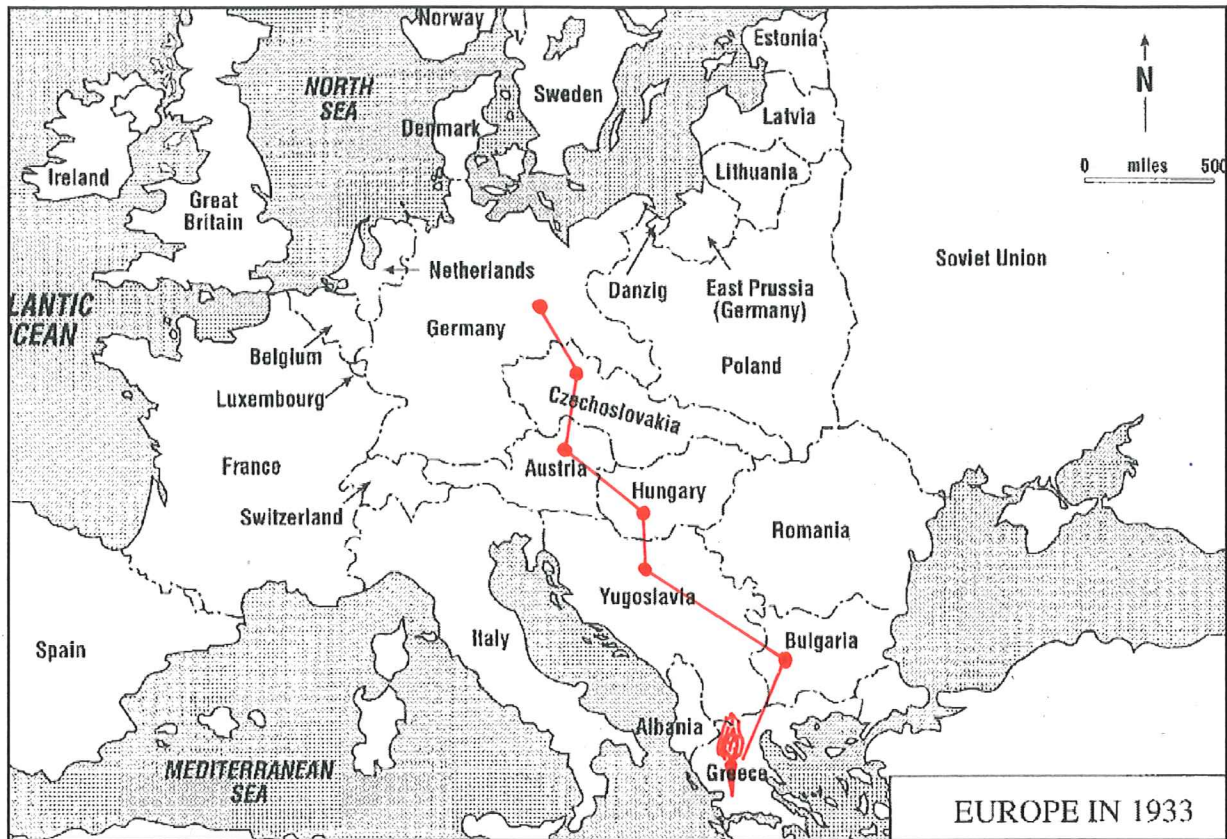 Norway
Estonia
NORTH
SEA
Sweden
N
Denmark
Latvia
0 miles 500
Ireland
Lithuania
Great
Britain
Netherlands
Soviet Union
LANTIC
OCEAN
Danzig
East Prussia
(Germany)
Germany
Belgium
Poland
Luxembourg
Czechoslovakia
Franco
Austria
Hungary
Switzerland
Romania
Yugoslavia
Spain
Italy
Bulgaria
Albania
MEDITERRANEAN
SEA
Greece
EUROPE IN 1933